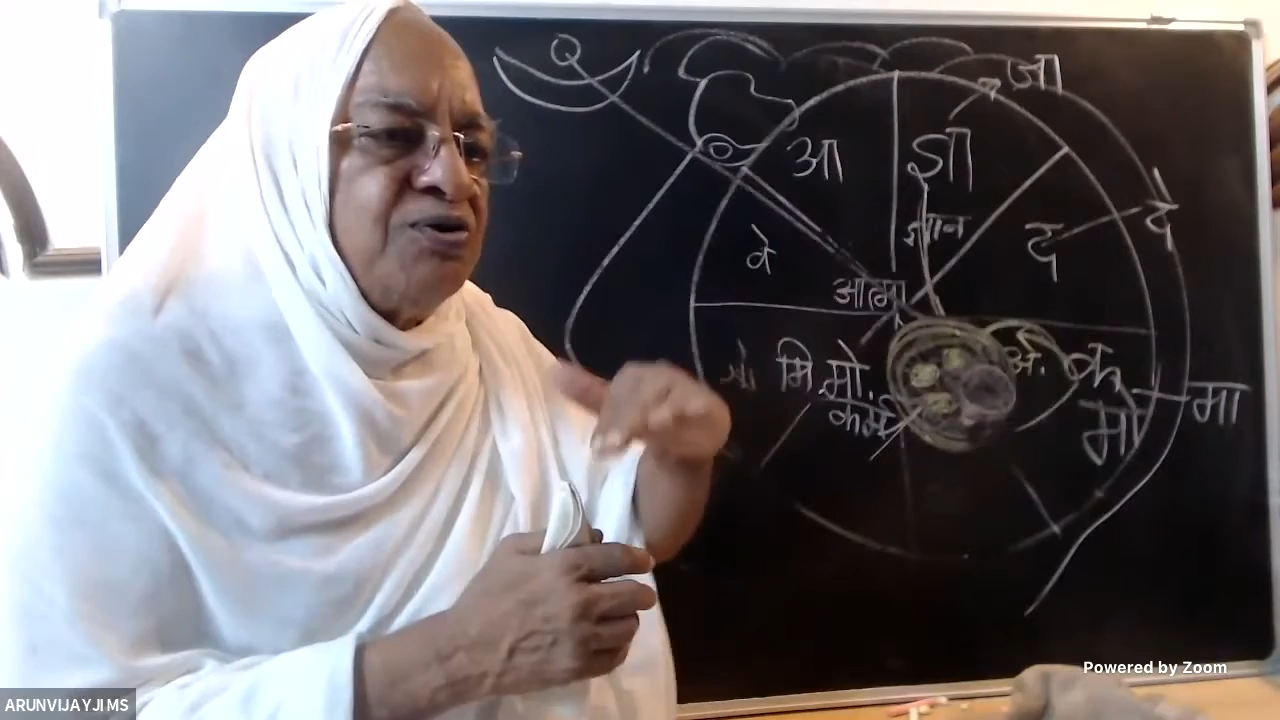 जा
आ
ज्ञा
ज्ञान
द
दे
वे
आत्मा
मि.
मो.
कर्म
अ.
क
मो
मा
Powered by Zoom
ARUNVIJAYJI MS